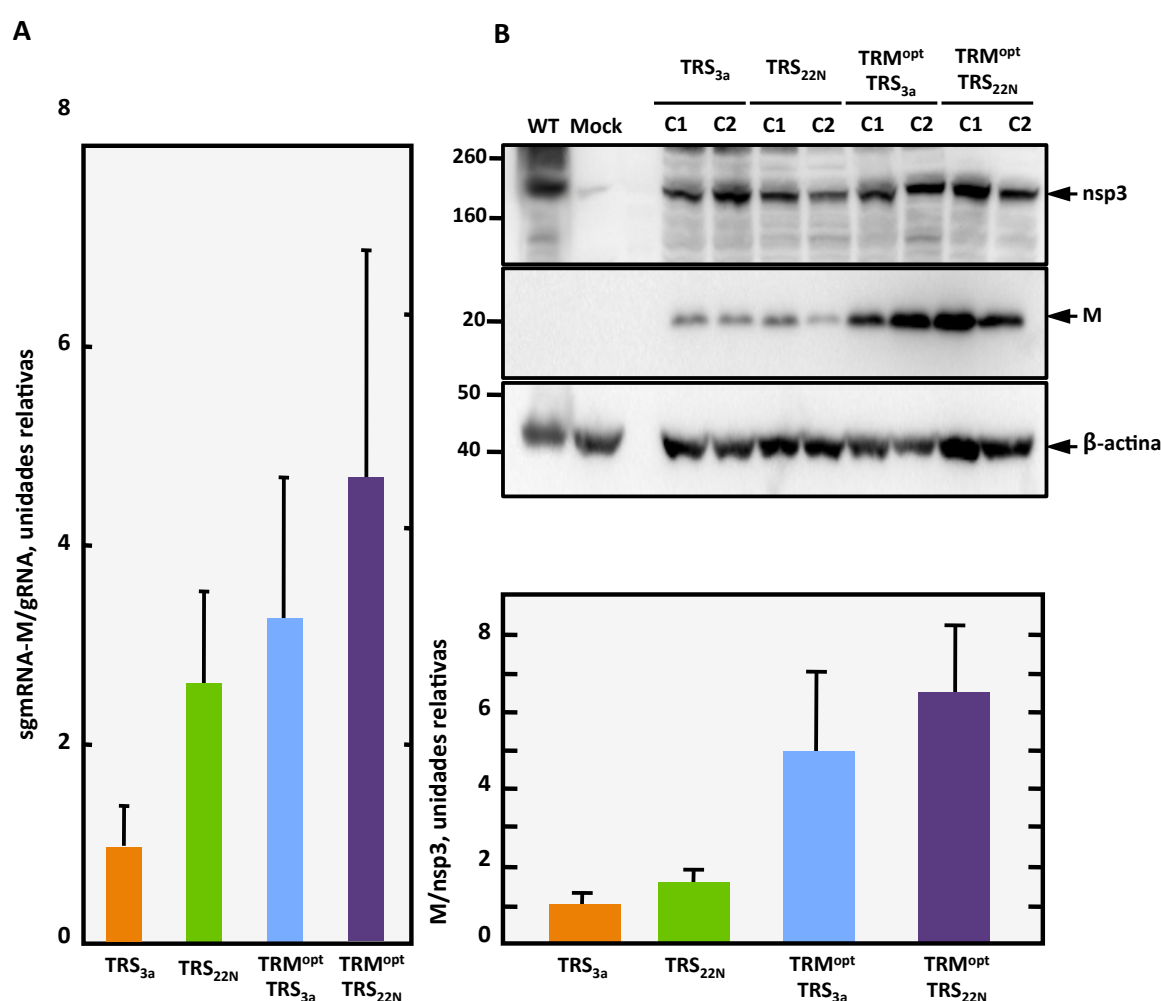 A
8
6
4
2
0
sgmRNA-M/gRNA, unidades relativas
TRS3a
TRS22N
TRMopt
TRS3a
TRMopt
TRS22N
B
TRS3a TRS22N TRMopt TRS3a TRMopt TRS22N
WT Mock C1 C2 C1 C2 C1 C2 C1 C2
260
160
nsp3
20
M
50
40
β-actina
M/nsp3, unidades relativas
8
6
4
2
0
TRS3a
TRS22N
TRMopt
TRS3a
TRMopt
TRS22N